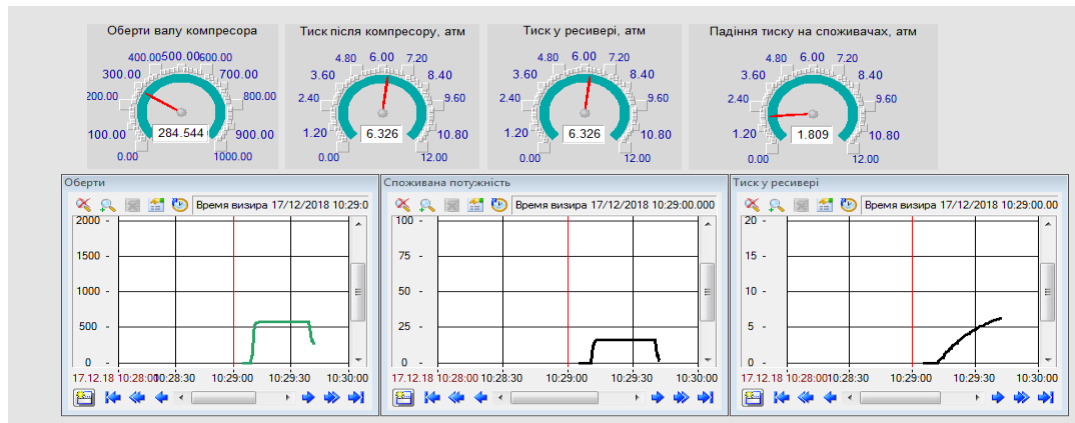 Оберти валу компресора
400.00 500.00 600.00
300.00 700.00
200.00 800.00
100.00 284.544 900.00
0.00 1000.00
Тиск після компресору, атм
4.80 6.00 7.20
3.60 8.40
2.40 9.60
1.20 6.326 10.80
0.00 12.00
Тиск у ресивері, атм
4.80 6.00 7.20
3.60 8.40
2.40 9.60
1.20 6.326 10.80
0.00 12.00
Падіння тиску на споживачах, атм
4.80 6.00 7.20
3.60 8.40
2.40 9.60
1.20 1.809 10.80
0.00 12.00
Оберти
Время визира 17/12/2018 10:29:0
2000 -
1500 -
1000 -
500 -
0 -
17.12.18 10:28:00 10:28:30 10:29:00 10:29:30 10:30:00
Споживана потужність
Время визира 17/12/2018 10:29:00.000
100 -
75 -
50 -
25 -
0 -
17.12.18 10:28:00 10:28:30 10:29:00 10:29:30 10:30:00
Тиск у ресивері
Время визира 17/12/2018 10:29:00.00
20 -
15 -
10 -
5 -
0 -
17.12.18 10:28:00 10:28:30 10:29:00 10:29:30 10:30:00